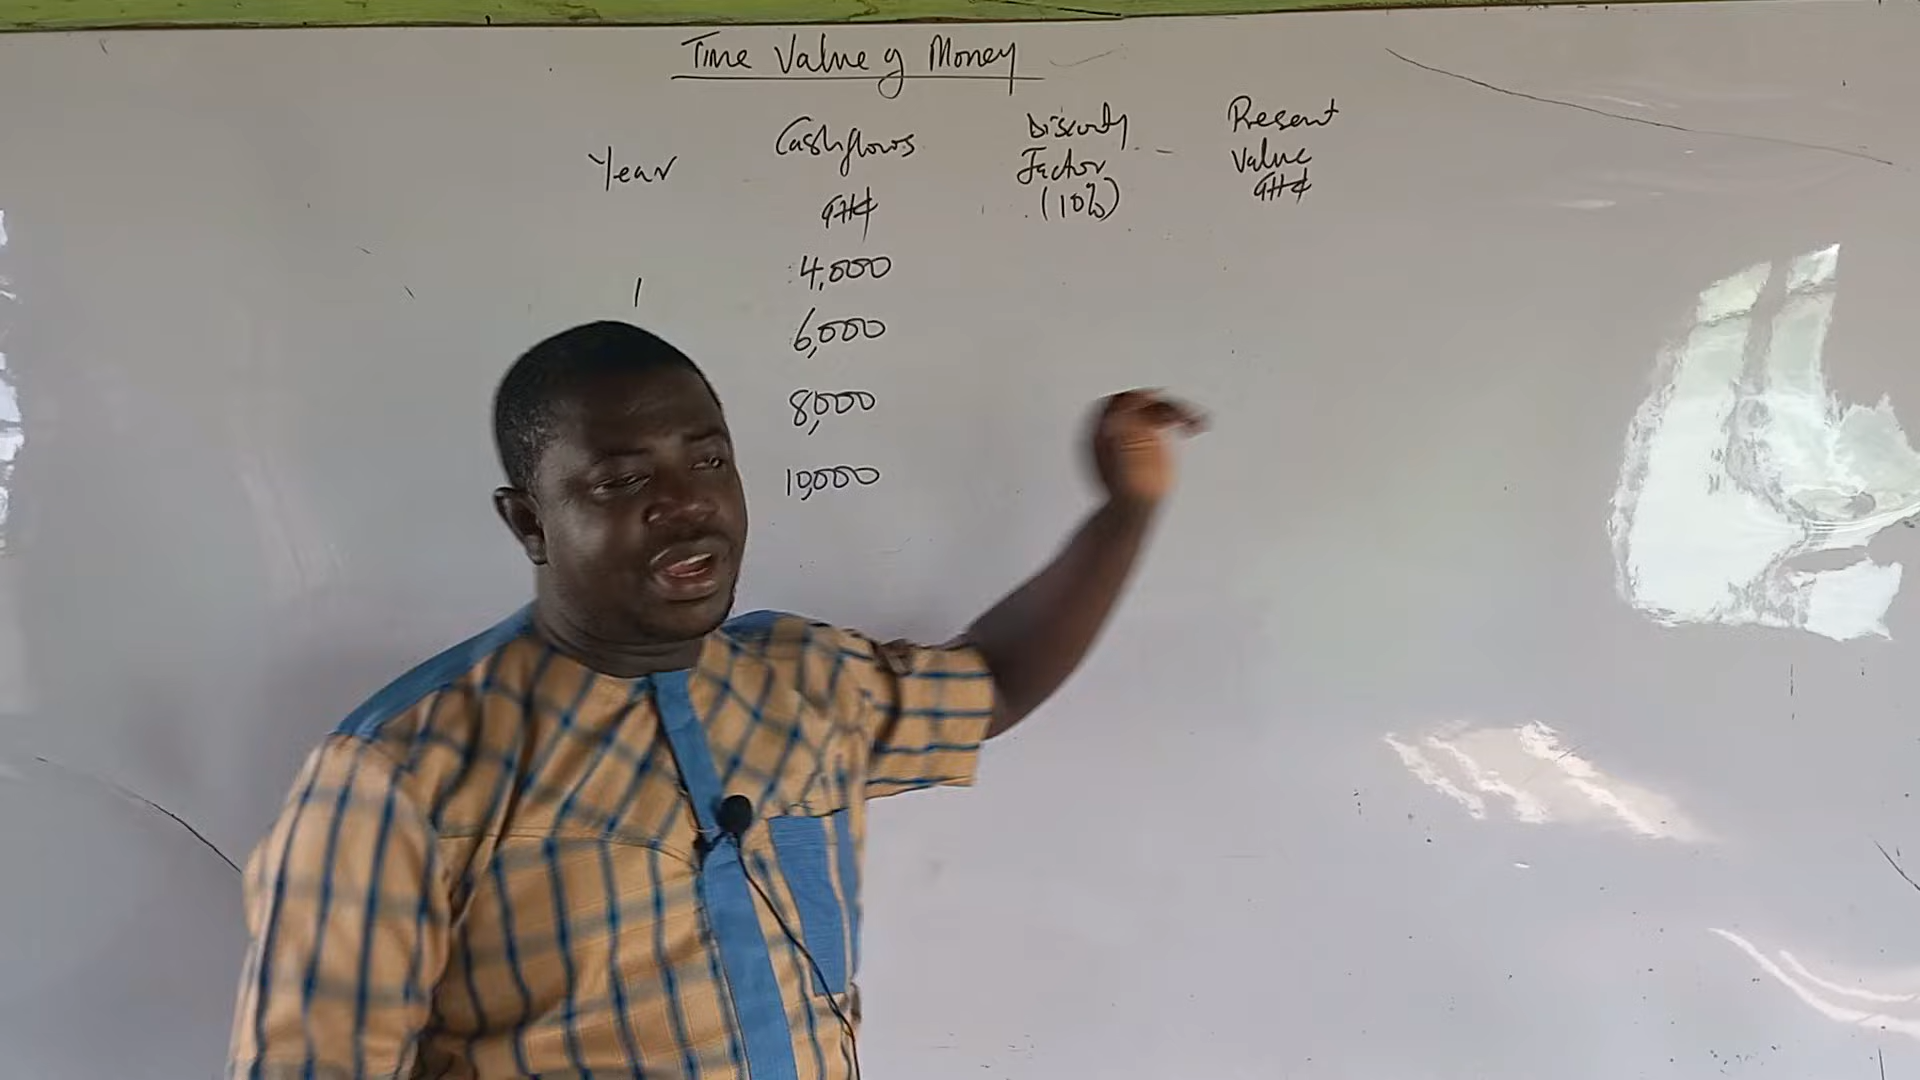 Time Value of Money
Year Cashflows Discounting Factor (10%) Present Value
GH¢ GH¢
1 4,000
6,000
8,000
10,000